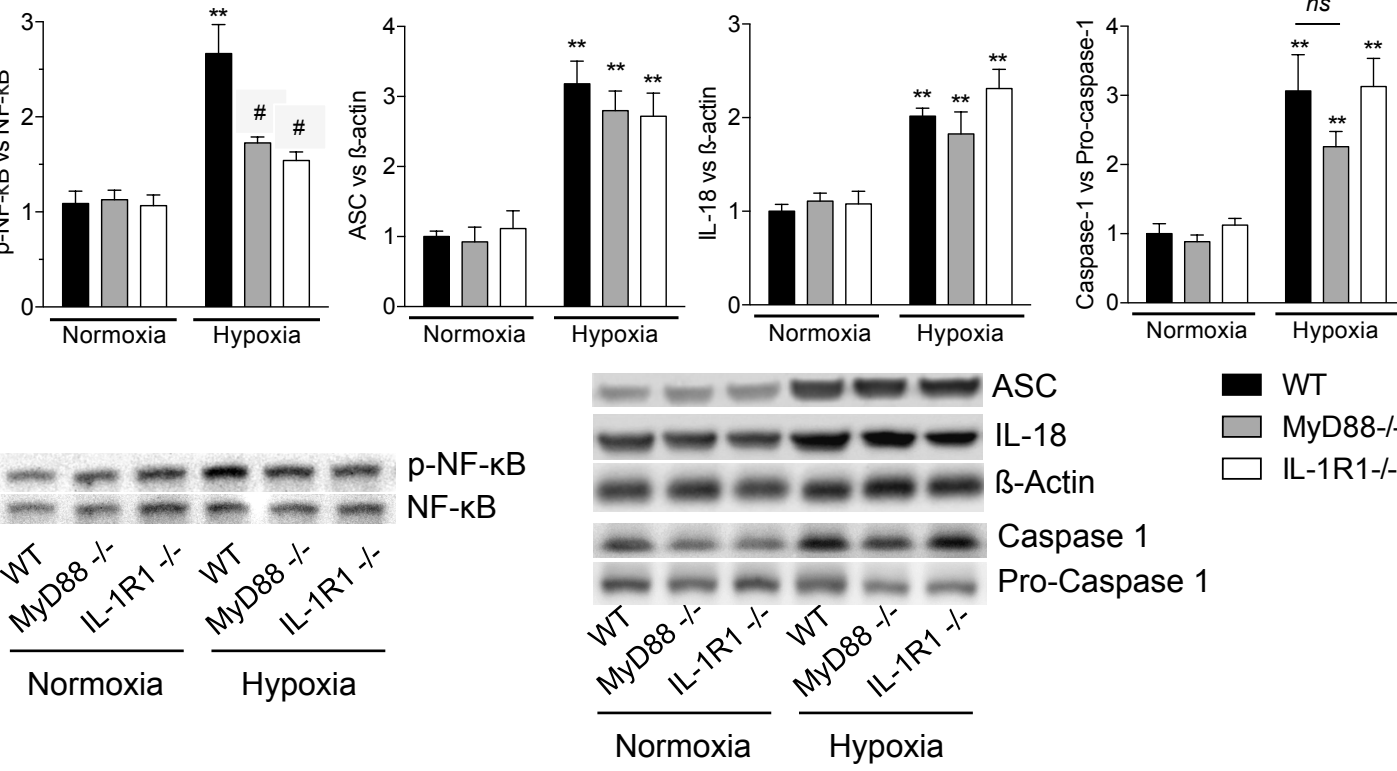 p-NF-κB vs NF-κB
3
2
1
0
**
#
#
Normoxia
Hypoxia
ASC vs ß-actin
4
3
2
1
0
**
**
**
Normoxia
Hypoxia
IL-18 vs ß-actin
3
2
1
0
**
**
**
Normoxia
Hypoxia
Caspase-1 vs Pro-caspase-1
4
3
2
1
0
ns
**
**
**
Normoxia
Hypoxia
WT
MyD88-/-
IL-1R1-/-
p-NF-κB
NF-κB
WT
MyD88 -/-
IL-1R1 -/-
WT
MyD88 -/-
IL-1R1 -/-
Normoxia
Hypoxia
ASC
IL-18
ß-Actin
Caspase 1
Pro-Caspase 1
WT
MyD88 -/-
IL-1R1 -/-
WT
MyD88 -/-
IL-1R1 -/-
Normoxia
Hypoxia